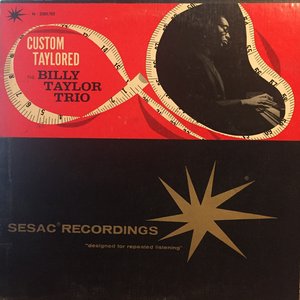 CUSTOM
TAYLORED
THE BILLY
TAYLOR
TRIO
SESAC RECORDINGS
"designed for repeated listening"